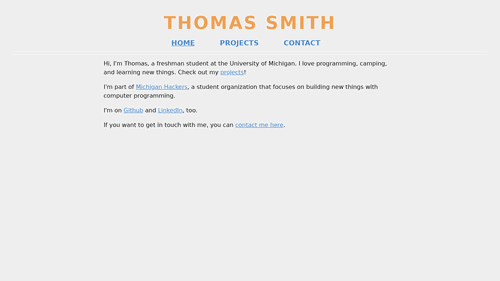 THOMAS SMITH
HOME PROJECTS CONTACT
Hi, I'm Thomas, a freshman student at the University of Michigan. I love programming, camping,
and learning new things. Check out my projects!
I'm part of Michigan Hackers, a student organization that focuses on building new things with
computer programming.
I'm on Github and LinkedIn, too.
If you want to get in touch with me, you can contact me here.